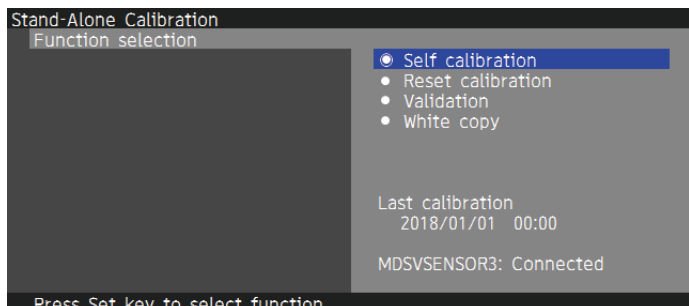 Stand-Alone Calibration
Function selection
Self calibration
Reset calibration
Validation
White copy
Last calibration
2018/01/01 00:00
MDSVSENSOR3: Connected
Press Set key to select function